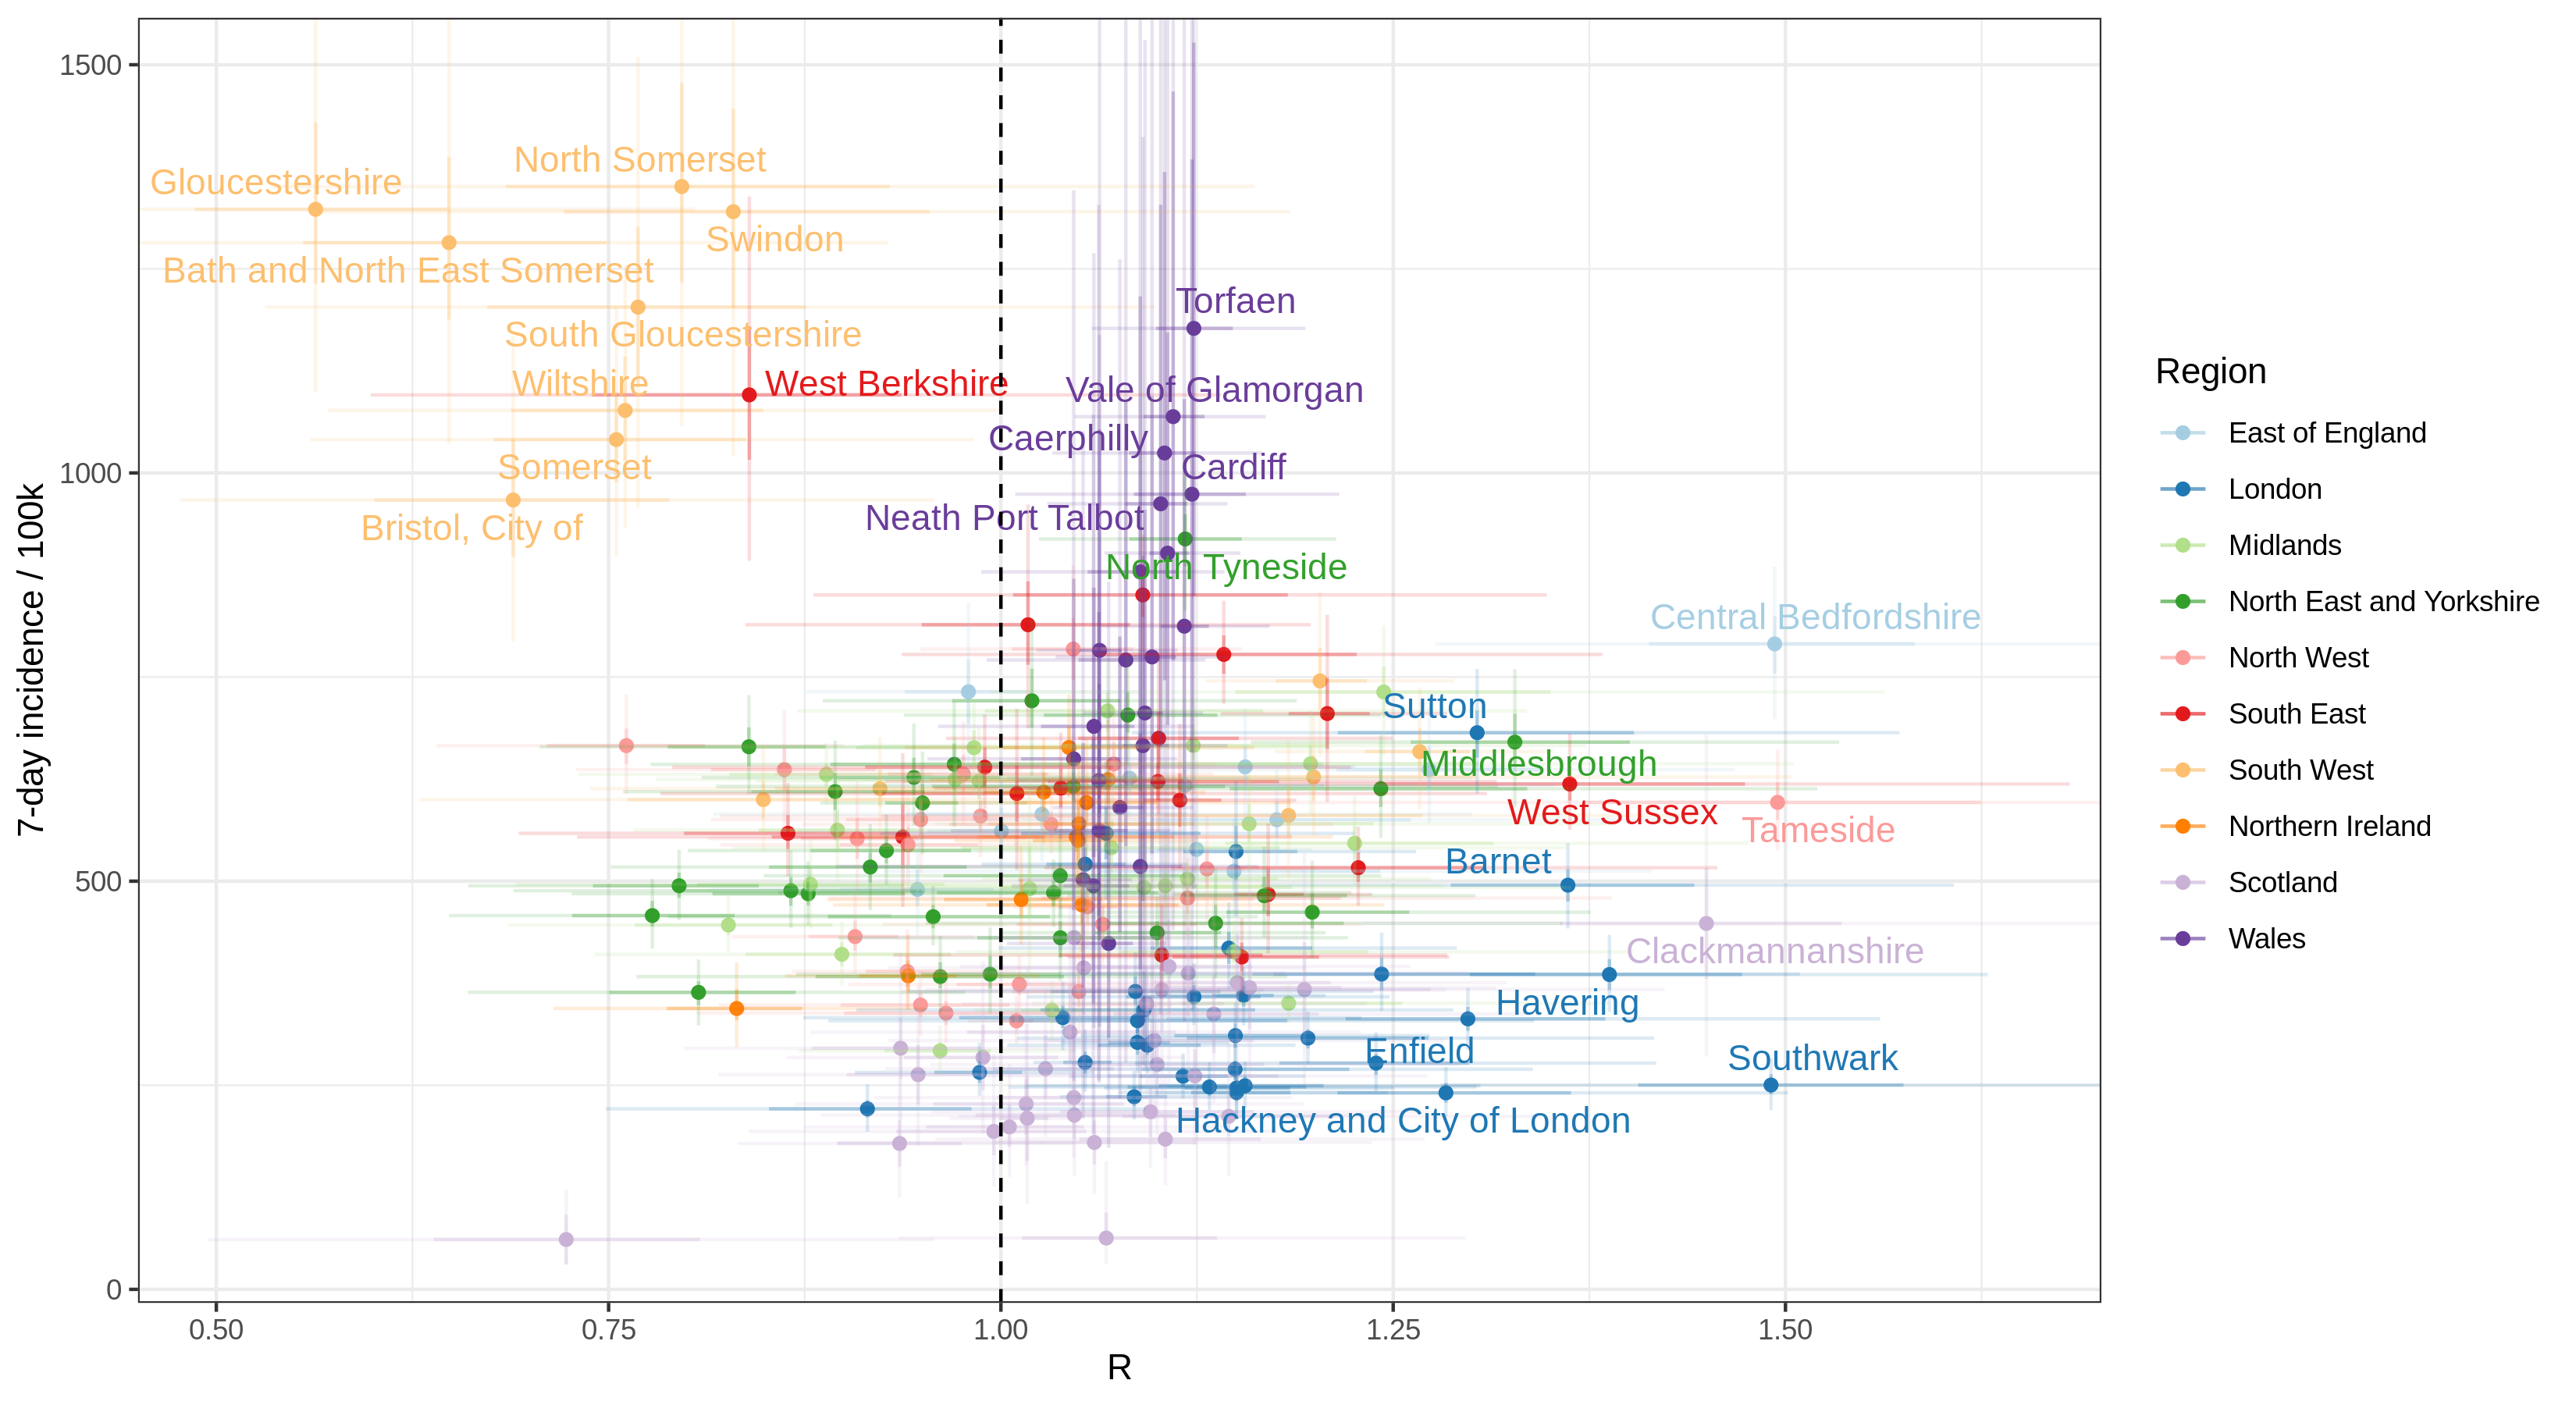 1500
1000
500
0
7-day incidence / 100k
North Somerset
Gloucestershire
Swindon
Bath and North East Somerset
South Gloucestershire
Wiltshire
West Berkshire
Somerset
Bristol, City of
Torfaen
Vale of Glamorgan
Caerphilly
Cardiff
Neath Port Talbot
North Tyneside
Central Bedfordshire
Sutton
Middlesbrough
West Sussex
Tameside
Barnet
Clackmannanshire
Havering
Enfield
Southwark
Hackney and City of London
0.50
0.75
1.00
1.25
1.50
R
Region
East of England
London
Midlands
North East and Yorkshire
North West
South East
South West
Northern Ireland
Scotland
Wales